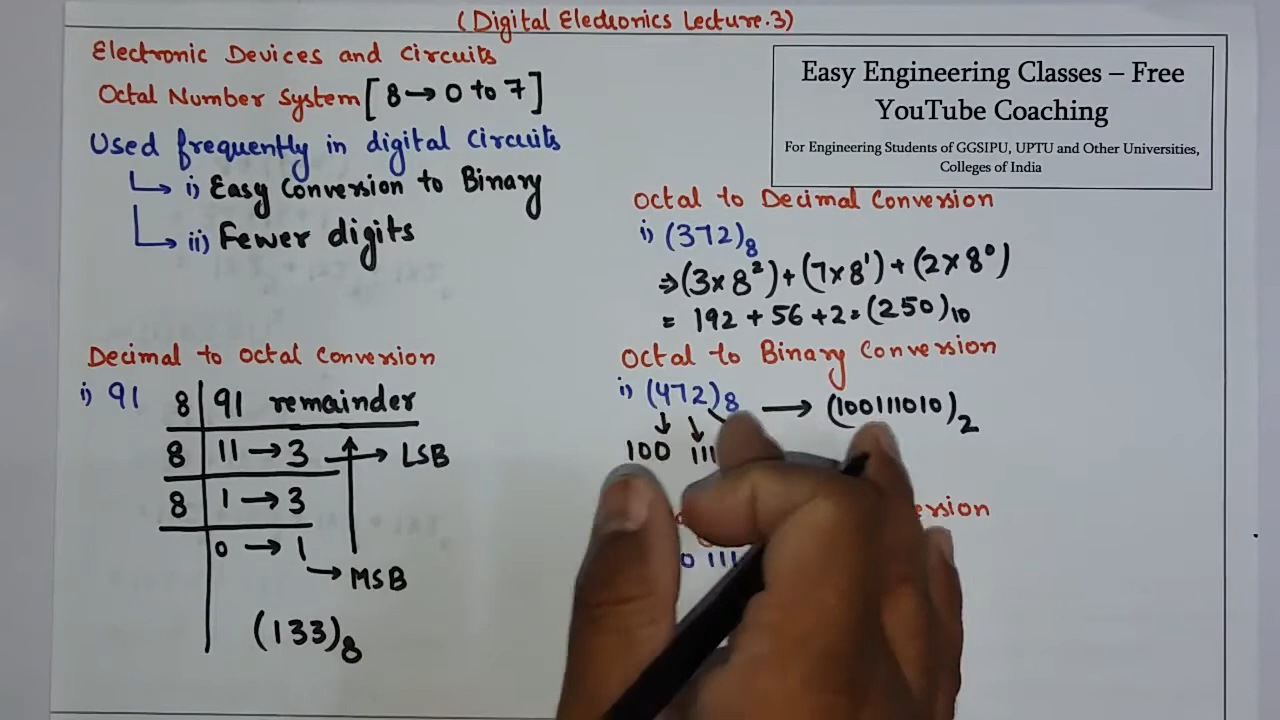 (Digital Electronics Lecture.3)
Electronic Devices and Circuits
Octal Number System [8→0 to 7]
Used frequently in digital Circuits
i) Easy Conversion to Binary
ii) Fewer digits
Easy Engineering Classes – Free
YouTube Coaching
For Engineering Students of GGSIPU, UPTU and Other Universities,
Colleges of India
Octal to Decimal Conversion
i) (372)8
⇒(3×8²)+(7×8¹)+(2×8⁰)
= 192 + 56 + 2 = (250)10
Octal to Binary Conversion
i) (472)8 → (100111010)2
100 111
0 111
Decimal to Octal Conversion
i) 91
8 91 remainder
8 11 → 3 → LSB
8 1 → 3
0 → 1
→ MSB
(133)8